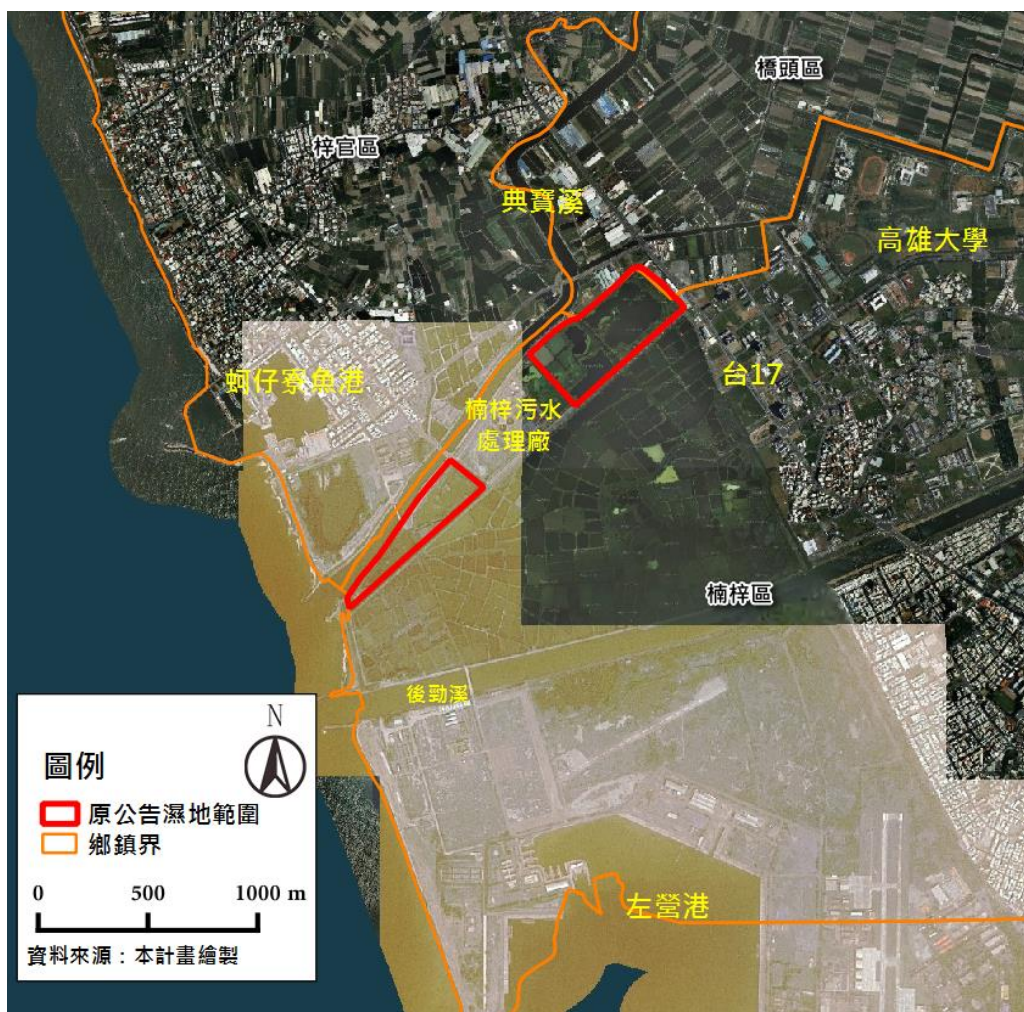 橋頭區
梓官區
典寶溪
高雄大學
蚵仔寮魚港
台17
楠梓污水
處理廠
楠梓區
後勁溪
左營港
N
圖例
原公告濕地範圍
鄉鎮界
0 500 1000 m
資料來源：本計畫繪製